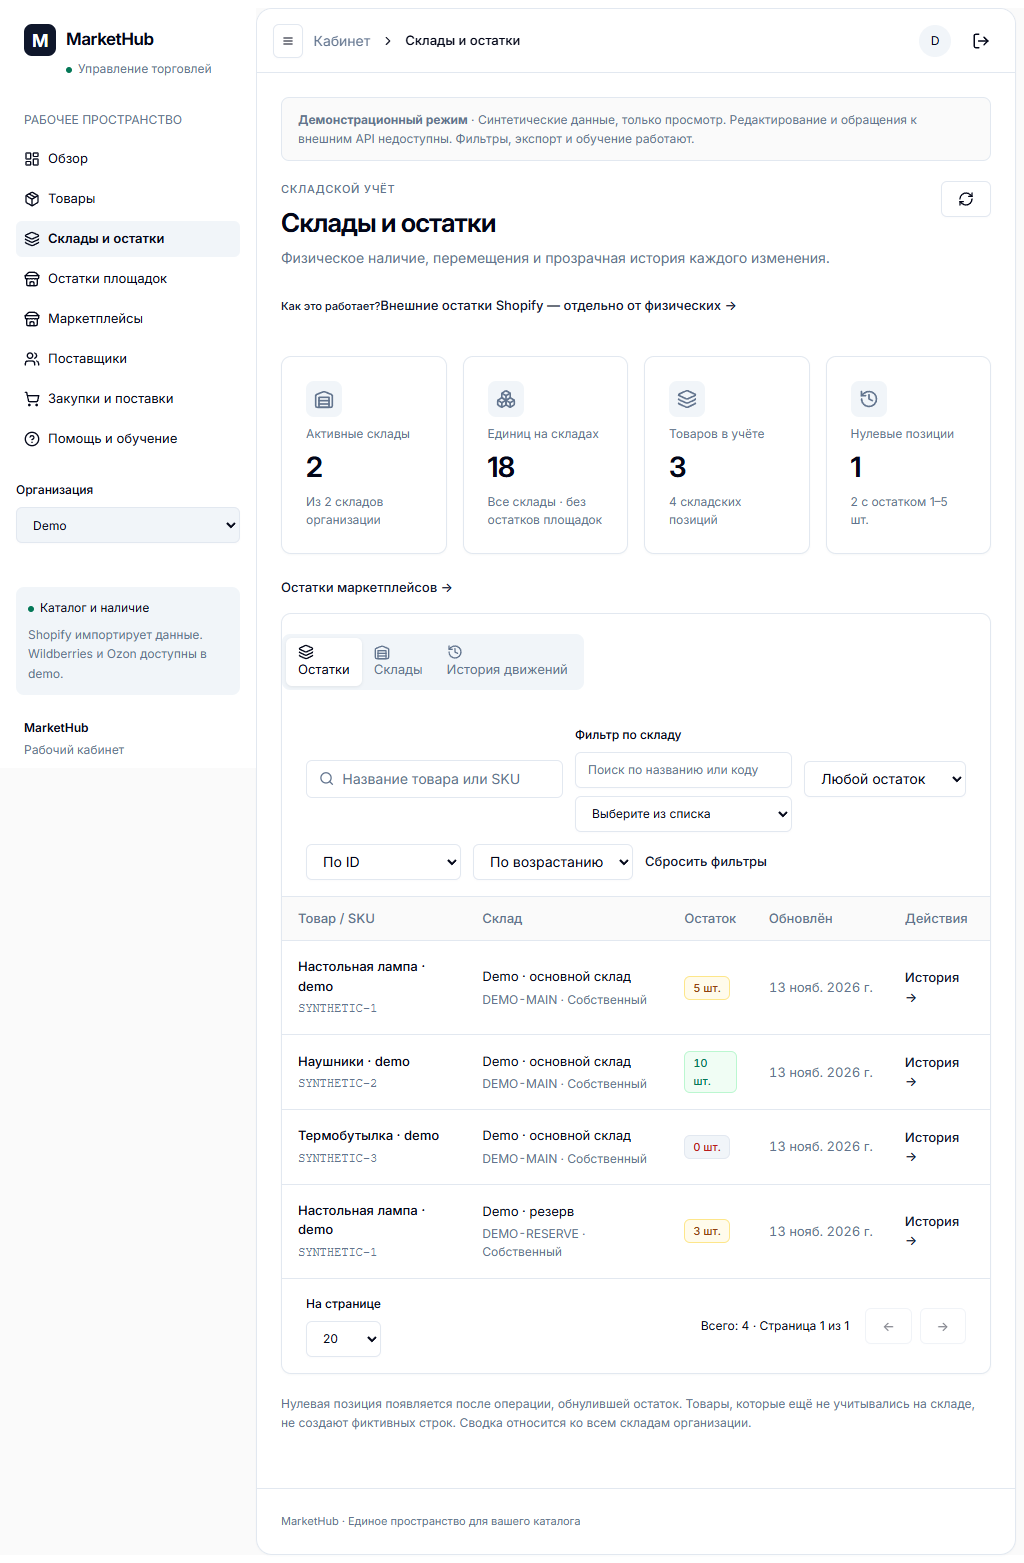 M MarketHub
Управление торговлей
РАБОЧЕЕ ПРОСТРАНСТВО
Обзор
Товары
Склады и остатки
Остатки площадок
Маркетплейсы
Поставщики
Закупки и поставки
Помощь и обучение
Организация
Demo
Каталог и наличие
Shopify импортирует данные.
Wildberries и Ozon доступны в
demo.
MarketHub
Рабочий кабинет
Кабинет > Склады и остатки
D
Демонстрационный режим · Синтетические данные, только просмотр. Редактирование и обращения к
внешним API недоступны. Фильтры, экспорт и обучение работают.
СКЛАДСКОЙ УЧЁТ
Склады и остатки
Физическое наличие, перемещения и прозрачная история каждого изменения.
Как это работает?Внешние остатки Shopify — отдельно от физических →
Активные склады
2
Из 2 складов
организации
Единиц на складах
18
Все склады · без
остатков площадок
Товаров в учёте
3
4 складских
позиций
Нулевые позиции
1
2 с остатком 1–5
шт.
Остатки маркетплейсов →
Остатки
Склады
История движений
Название товара или SKU
Фильтр по складу
Поиск по названию или коду
Выберите из списка
Любой остаток
По ID
По возрастанию
Сбросить фильтры
Товар / SKU Склад Остаток Обновлён Действия
Настольная лампа ·
demo
SYNTHETIC-1
Demo · основной склад
DEMO-MAIN · Собственный
5 шт.
13 нояб. 2026 г.
История
→
Наушники · demo
SYNTHETIC-2
Demo · основной склад
DEMO-MAIN · Собственный
10
шт.
13 нояб. 2026 г.
История
→
Термобутылка · demo
SYNTHETIC-3
Demo · основной склад
DEMO-MAIN · Собственный
0 шт.
13 нояб. 2026 г.
История
→
Настольная лампа ·
demo
SYNTHETIC-1
Demo · резерв
DEMO-RESERVE ·
Собственный
3 шт.
13 нояб. 2026 г.
История
→
На странице
20
Всего: 4 · Страница 1 из 1
← →
Нулевая позиция появляется после операции, обнулившей остаток. Товары, которые ещё не учитывались на складе,
не создают фиктивных строк. Сводка относится ко всем складам организации.
MarketHub · Единое пространство для вашего каталога